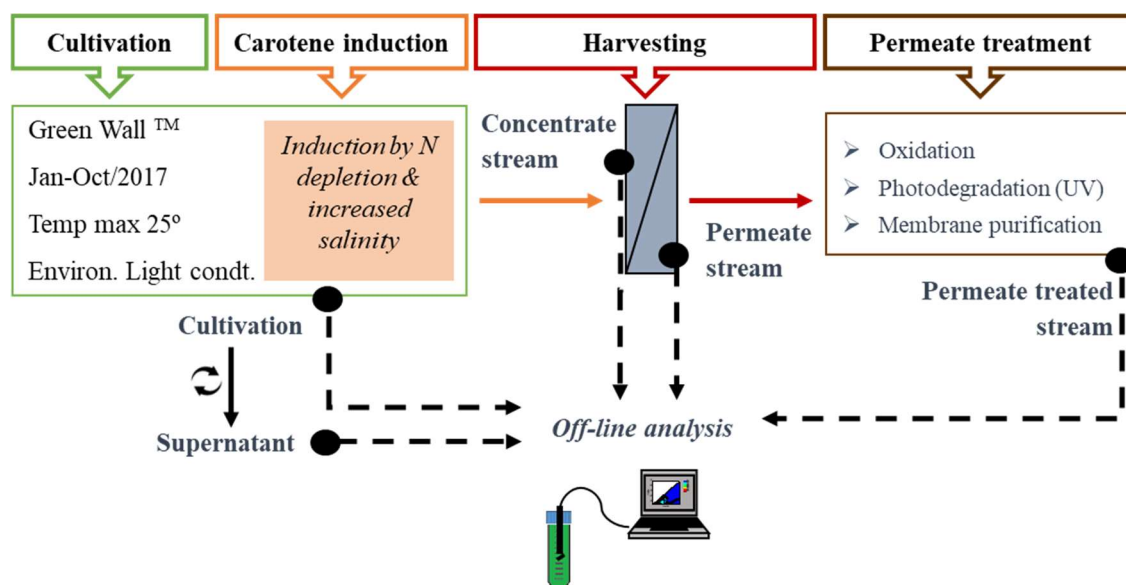 Cultivation
Carotene induction
Harvesting
Permeate treatment
Green Wall ™
Jan-Oct/2017
Temp max 25º
Environ. Light condt.
Induction by N
depletion &
increased
salinity
Concentrate
stream
Permeate
stream
➢ Oxidation
➢ Photodegradation (UV)
➢ Membrane purification
Permeate treated
stream
Cultivation
Supernatant
Off-line analysis